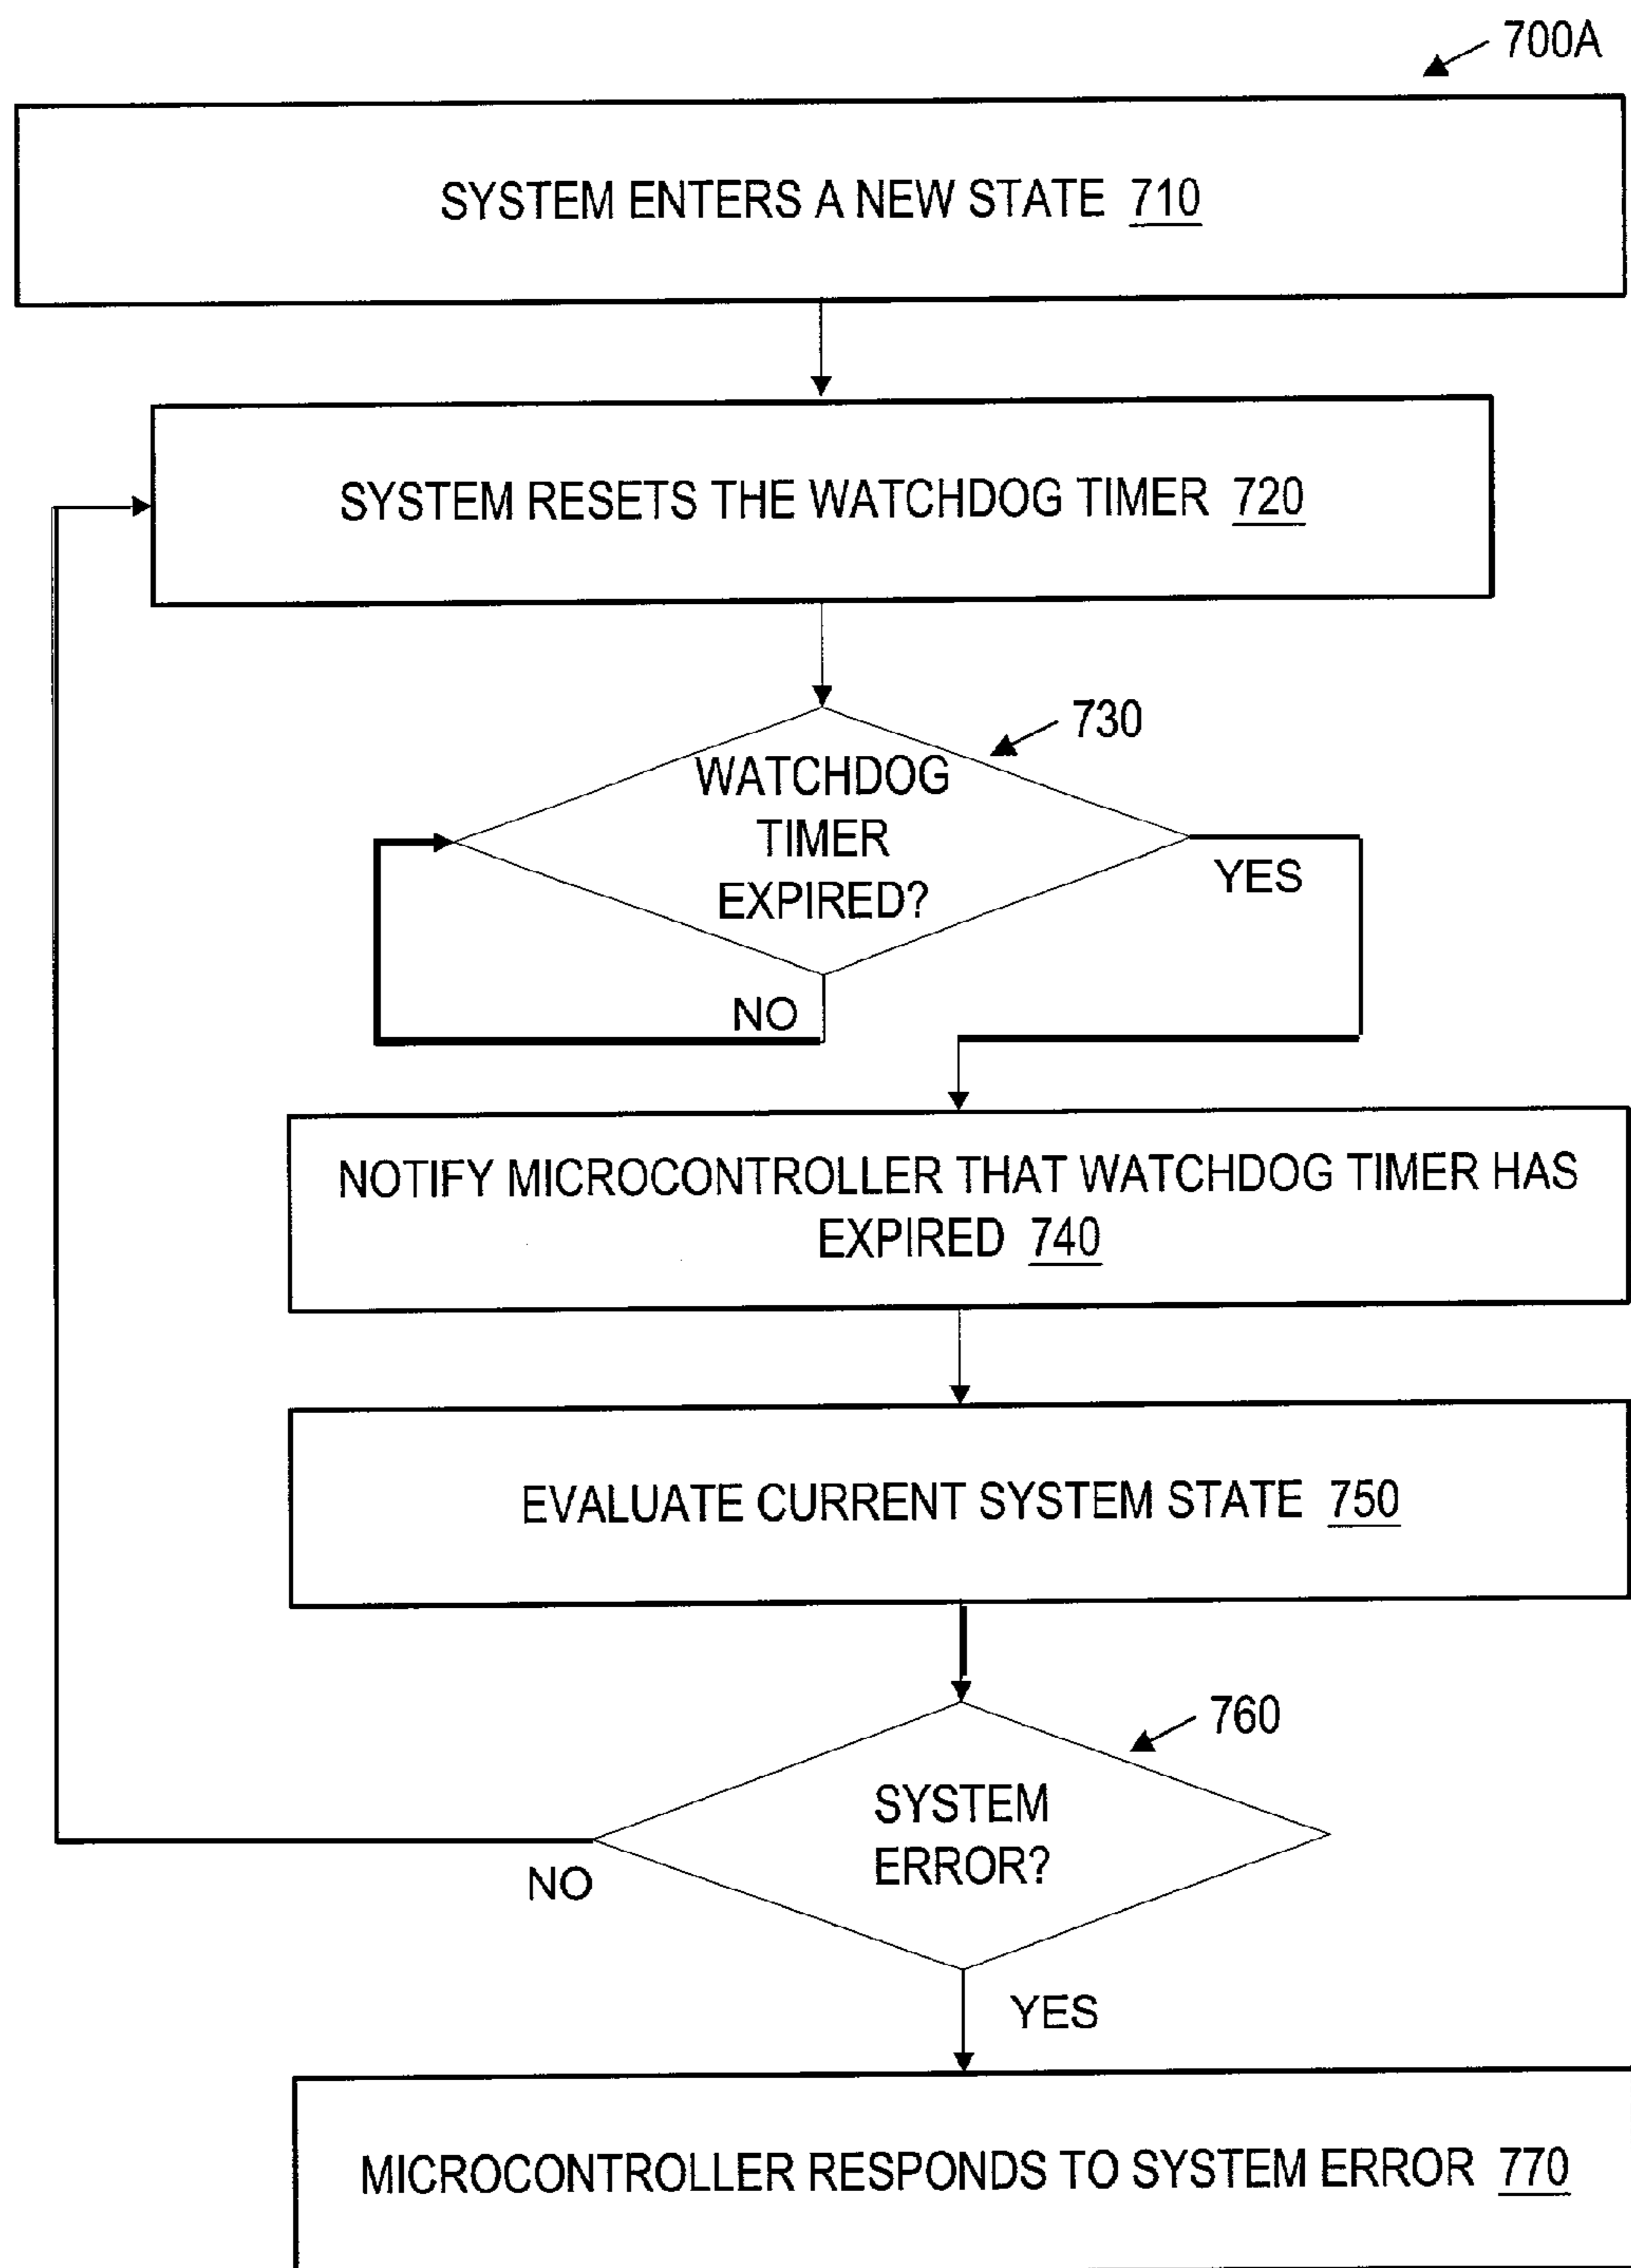 700A
SYSTEM ENTERS A NEW STATE 710
SYSTEM RESETS THE WATCHDOG TIMER 720
730
WATCHDOG
TIMER
EXPIRED?
YES
NO
NOTIFY MICROCONTROLLER THAT WATCHDOG TIMER HAS
EXPIRED 740
EVALUATE CURRENT SYSTEM STATE 750
760
SYSTEM
ERROR?
NO
YES
MICROCONTROLLER RESPONDS TO SYSTEM ERROR 770